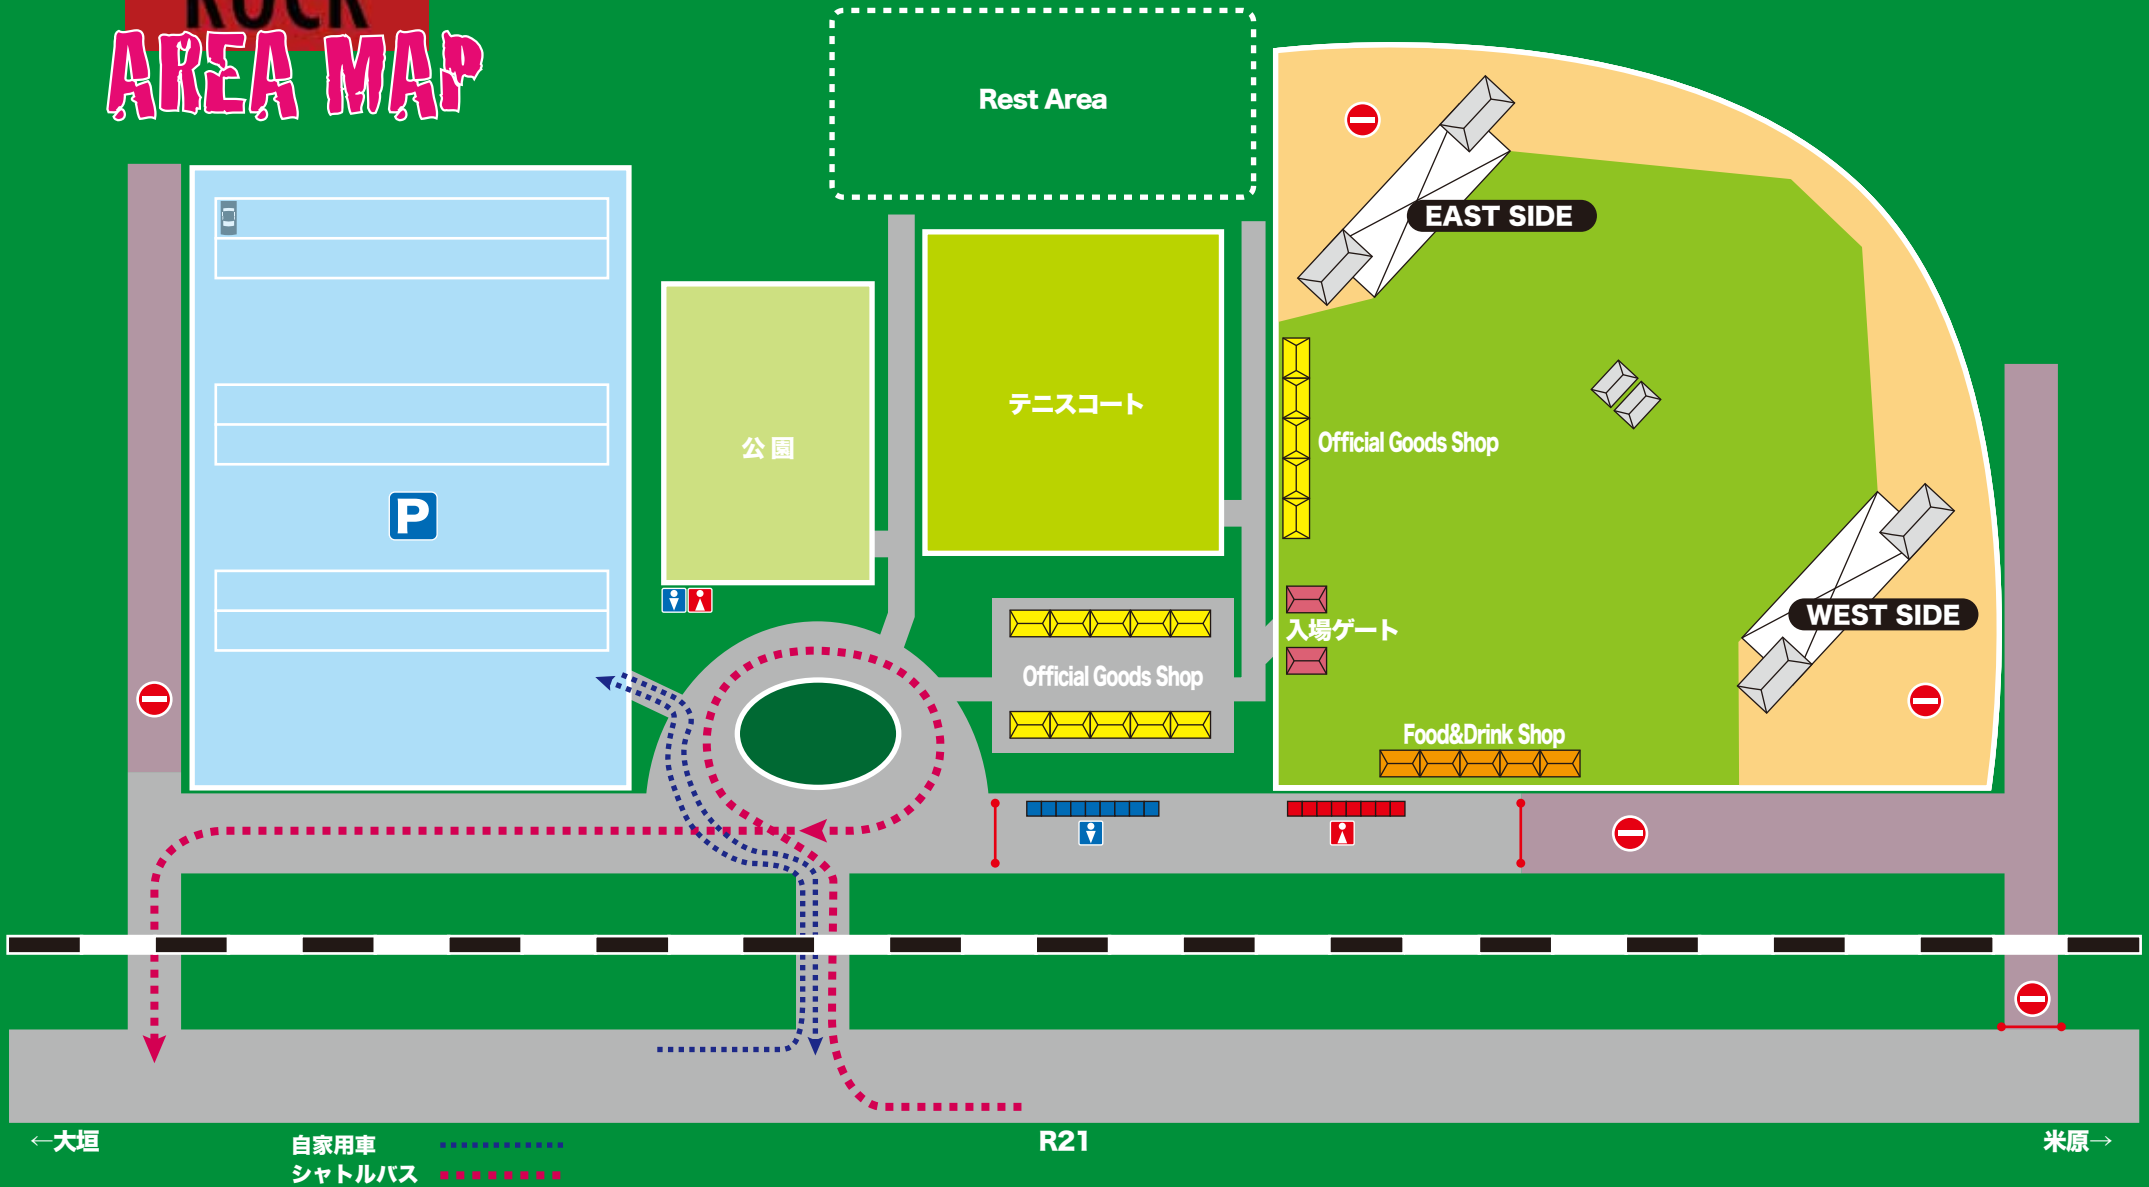 ROCK
AREA MAP
Rest Area
EAST SIDE
テニスコート
公園
Official Goods Shop
P
WEST SIDE
入場ゲート
Official Goods Shop
Food&Drink Shop
←大垣
自家用車
R21
米原→
シャトルバス